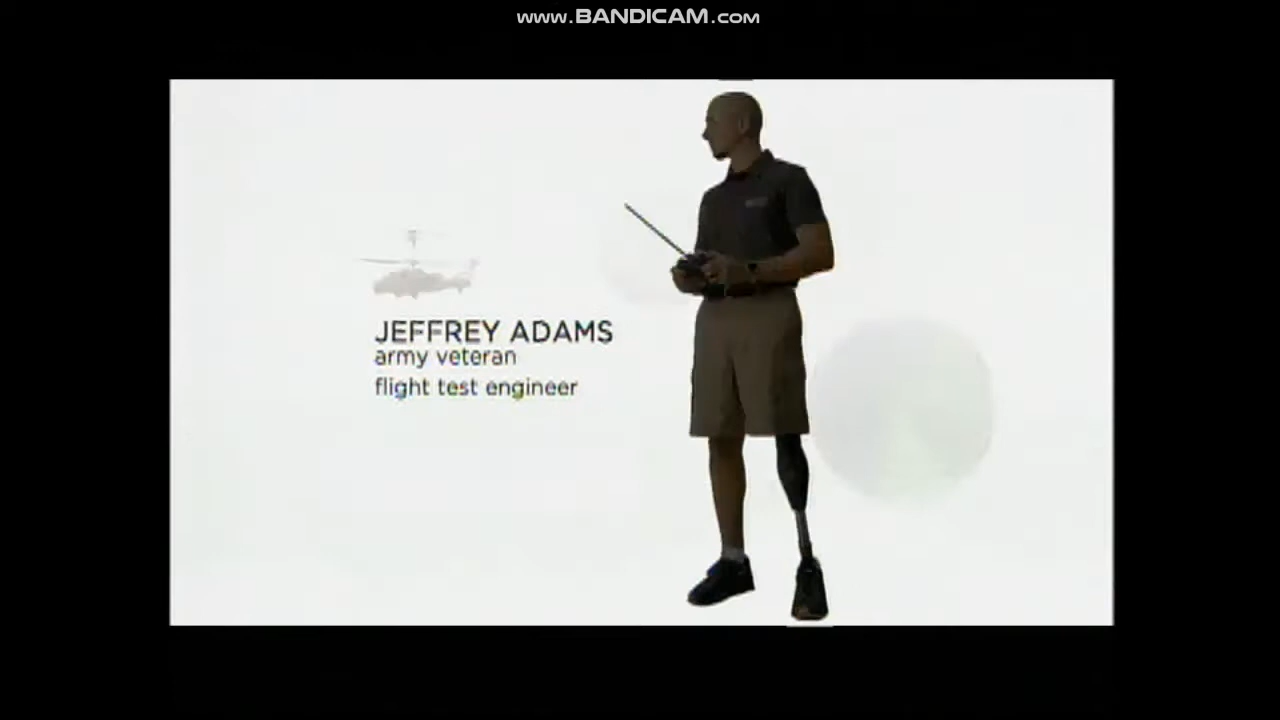 www.BANDICAM.com
JEFFREY ADAMS
army veteran
flight test engineer